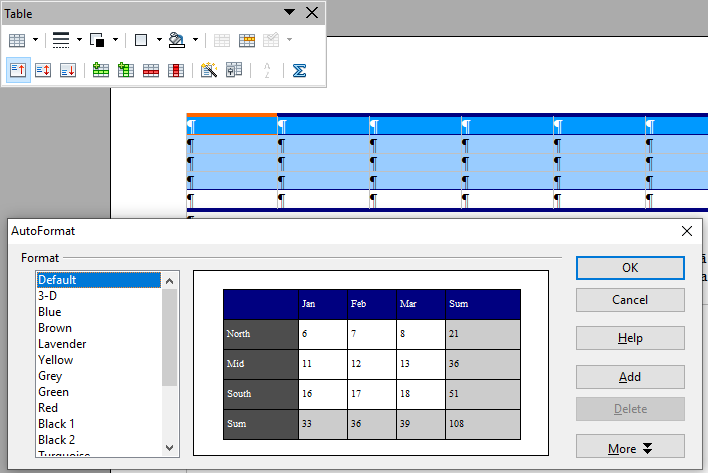 Table
A
Z
¶ ¶ ¶ ¶ ¶ ¶
¶ ¶ ¶ ¶ ¶ ¶
¶ ¶ ¶ ¶ ¶ ¶
¶ ¶ ¶ ¶ ¶ ¶
¶ ¶ ¶ ¶ ¶ ¶
AutoFormat
Format
Default
3-D
Blue
Brown
Lavender
Yellow
Grey
Green
Red
Black 1
Black 2
Turquoise
Jan Feb Mar Sum
North 6 7 8 21
Mid 11 12 13 36
South 16 17 18 51
Sum 33 36 39 108
OK
Cancel
Help
Add
Delete
More